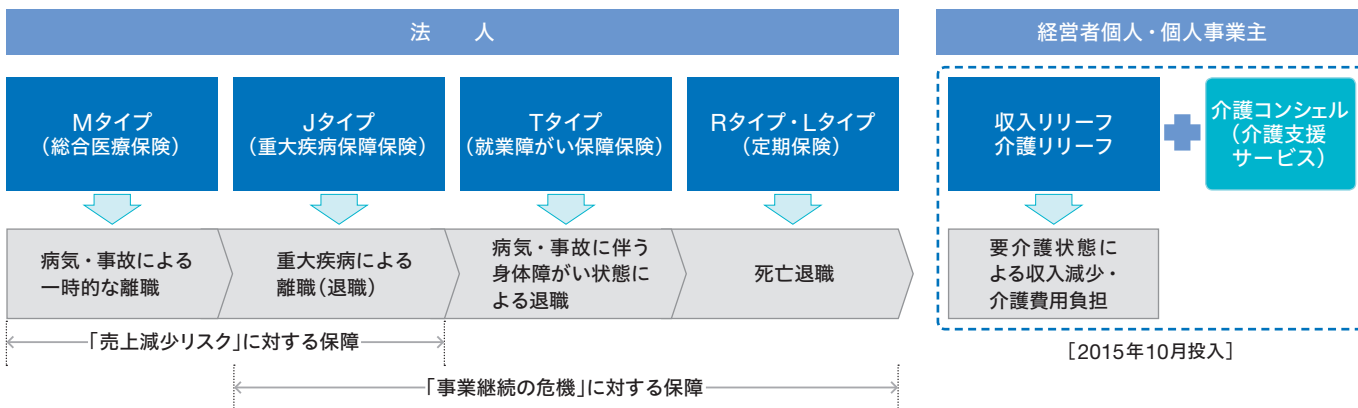 法　人
経営者個人・個人事業主
Mタイプ
（総合医療保険）
Jタイプ
（重大疾病保障保険）
Tタイプ
（就業障がい保障保険）
Rタイプ・Lタイプ
（定期保険）
収入リリーフ
介護リリーフ
介護コンシェル
（介護支援
サービス）
病気・事故による
一時的な離職
重大疾病による
離職（退職）
病気・事故に伴う
身体障がい状態に
よる退職
死亡退職
要介護状態に
よる収入減少・
介護費用負担
「売上減少リスク」に対する保障
［2015年10月投入］
「事業継続の危機」に対する保障